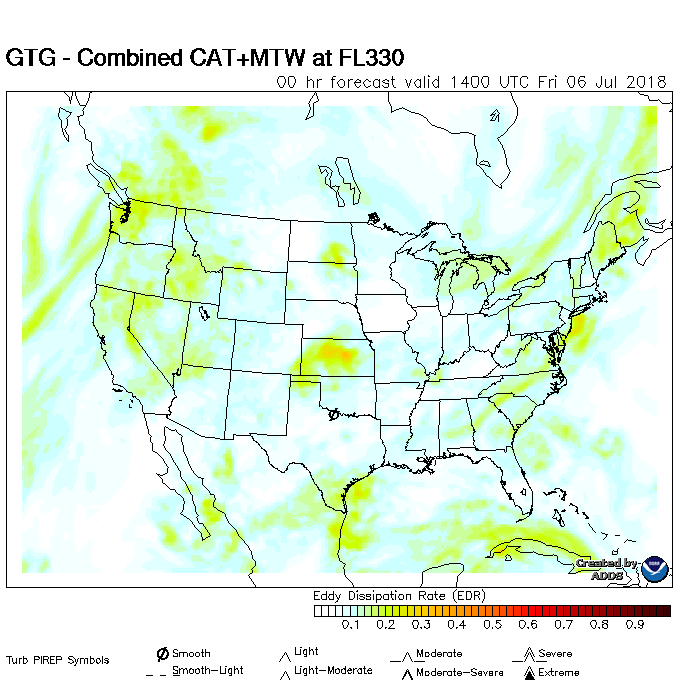 GTG - Combined CAT+MTW at FL330
00 hr forecast valid 1400 UTC Fri 06 Jul 2018
Created by
ADDS
Eddy Dissipation Rate (EDR)
0.1 0.2 0.3 0.4 0.5 0.6 0.7 0.8 0.9
Turb PIREP Symbols
Smooth Light Moderate Severe
Smooth-Light Light-Moderate Moderate-Severe Extreme